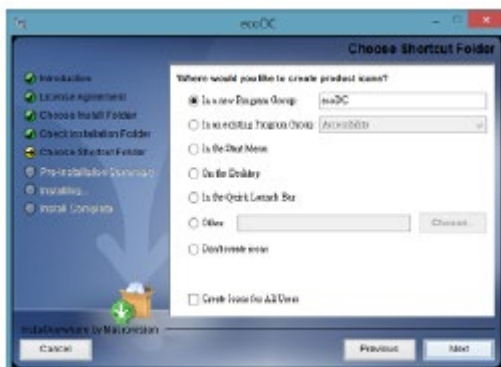 ecoDC
Choose Shortcut Folder
Introduction
License Agreement
Choose Install Folder
Check Installation Folder
Choose Shortcut Folder
Pre-Installation Summary
Installing...
Install Complete
Where would you like to create product icons?
In a new Program Group: ecoDC
In an existing Program Group: Accessibility
In the Start Menu
On the Desktop
In the Quick Launch Bar
Other: Choose...
Don't create icons
Create Icons for All Users
InstallAnywhere by Macrovision
Cancel
Previous
Next